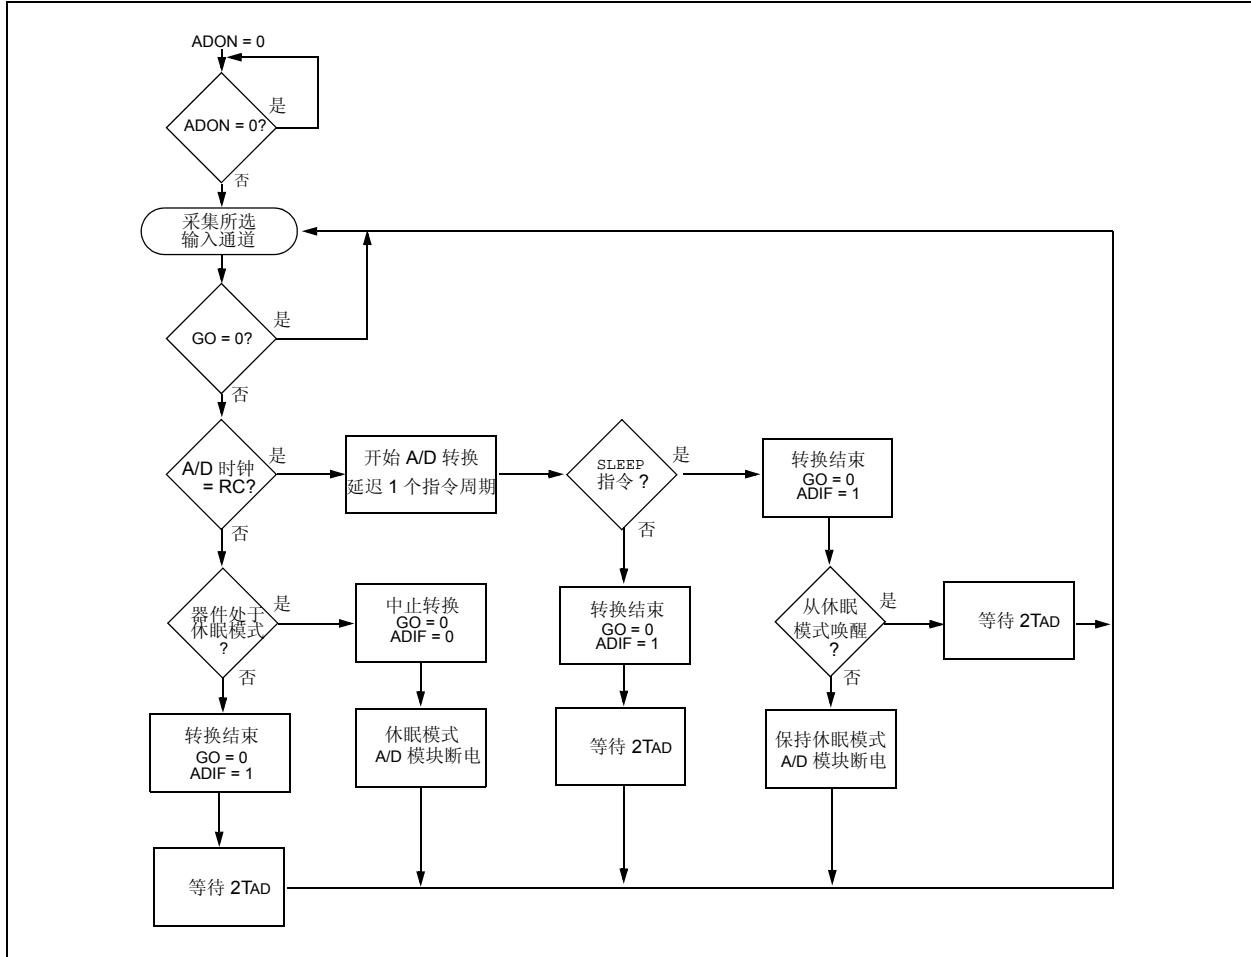 ADON = 0
是
ADON = 0?
否
采集所选
输入通道
是
GO = 0?
否
A/D 时钟
= RC?
是
开始 A/D 转换
延迟 1 个指令周期
SLEEP
指令 ?
是
转换结束
GO = 0
ADIF = 1
否
否
器件处于
休眠模式
?
是
中止转换
GO = 0
ADIF = 0
转换结束
GO = 0
ADIF = 1
从休眠
模式唤醒
?
是
等待 2TAD
否
否
转换结束
GO = 0
ADIF = 1
休眠模式
A/D 模块断电
等待 2TAD
保持休眠模式
A/D 模块断电
等待 2TAD